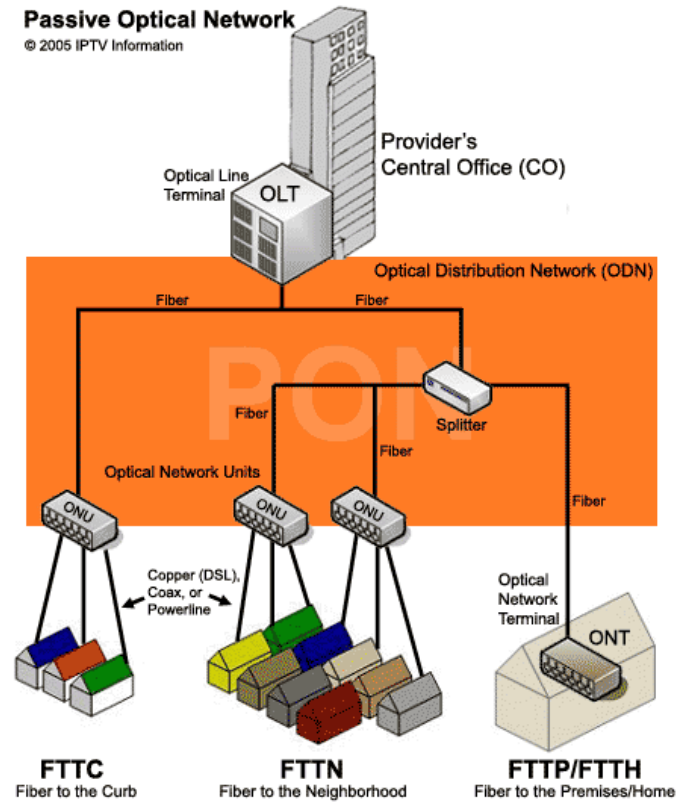 Passive Optical Network
© 2005 IPTV Information
Provider's
Central Office (CO)
Optical Line
Terminal
OLT
Optical Distribution Network (ODN)
Fiber
Fiber
PON
Splitter
Fiber
Fiber
Optical Network Units
Fiber
ONU
ONU
ONU
Copper (DSL),
Coax, or
Powerline
Optical
Network
Terminal
ONT
FTTC
Fiber to the Curb
FTTN
Fiber to the Neighborhood
FTTP/FTTH
Fiber to the Premises/Home